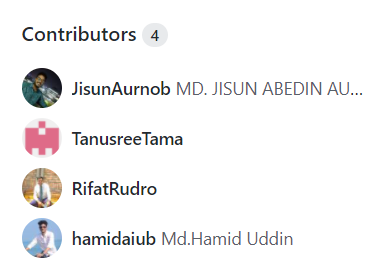 Contributors 4
JisunAurnob MD. JISUN ABEDIN AU...
TanusreeTama
RifatRudro
hamidaiub Md.Hamid Uddin